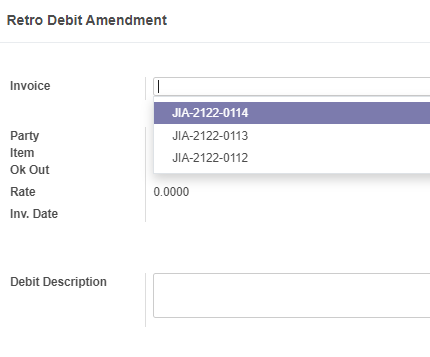 Retro Debit Amendment
Invoice
JIA-2122-0114
JIA-2122-0113
JIA-2122-0112
Party
Item
Ok Out
Rate 0.0000
Inv. Date
Debit Description